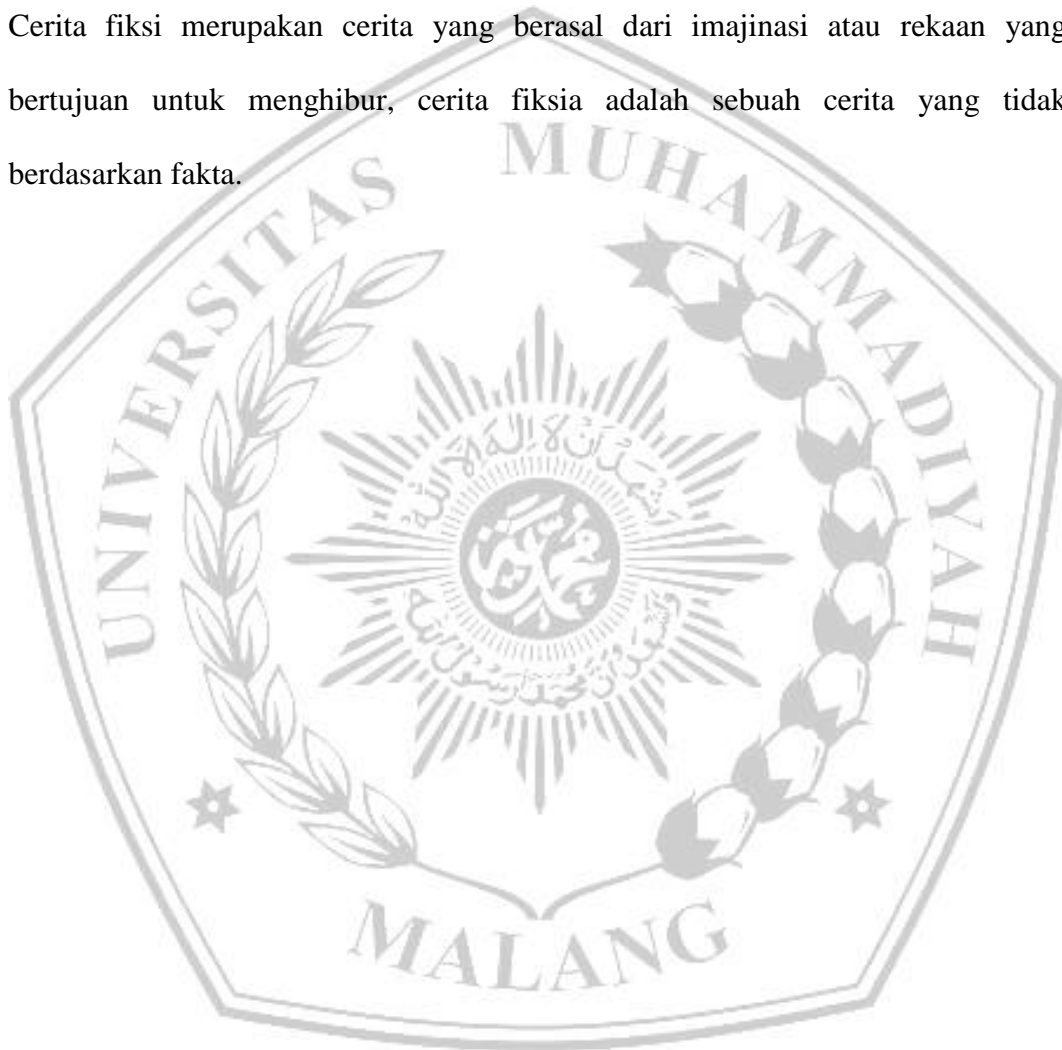 Cerita fiksi merupakan cerita yang berasal dari imajinasi atau rekaan yang
bertujuan untuk menghibur, cerita fiksia adalah sebuah cerita yang tidak
berdasarkan fakta.
UNIVERSITAS MUHAMMADIYAH
MALANG